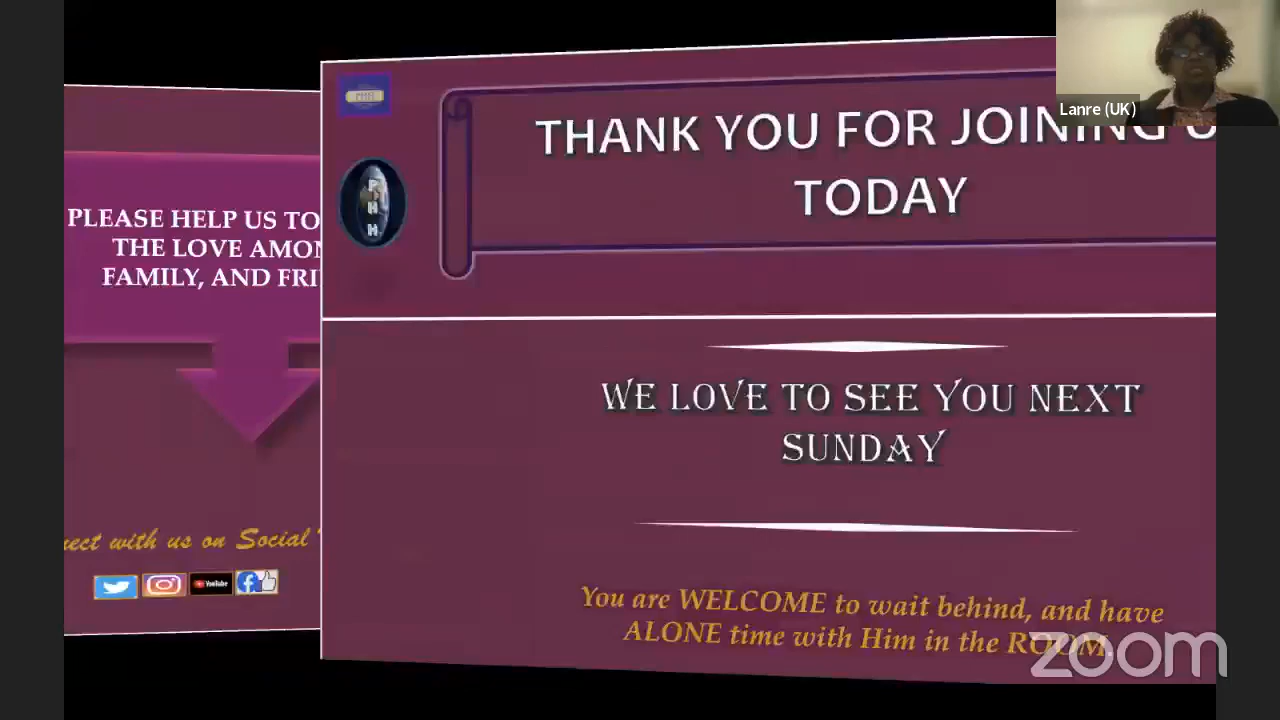 Lanre (UK)
THANK YOU FOR JOINING U
TODAY
PLEASE HELP US TO
THE LOVE AMON
FAMILY, AND FRI
WE LOVE TO SEE YOU NEXT
SUNDAY
nect with us on Social
YouTube
You are WELCOME to wait behind, and have
ALONE time with Him in the ROOM.
zoom